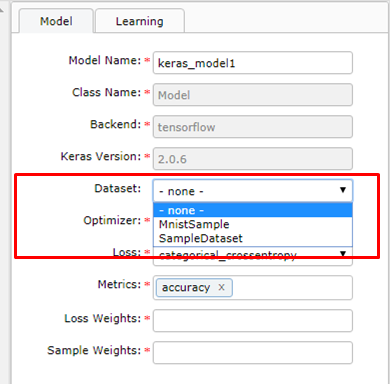 Model Learning
Model Name:* keras_model1
Class Name:* Model
Backend:* tensorflow
Keras Version:* 2.0.6
Dataset: - none -
- none -
Optimizer:* MnistSample
SampleDataset
Loss:* categorical_crossentropy
Metrics:* accuracy x
Loss Weights:*
Sample Weights:*